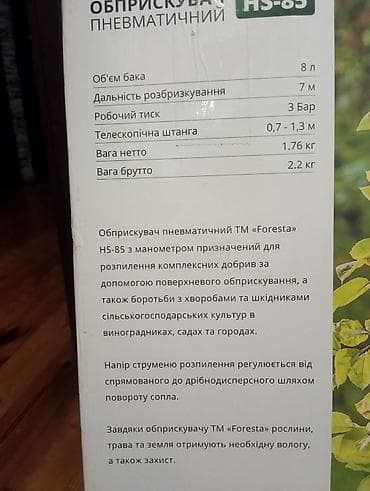 ОБПРИСКУВАЧ HS-85
ПНЕВМАТИЧНИЙ
Об'єм бака 8 л
Дальність розбризкування 7 м
Робочий тиск 3 Бар
Телескопічна штанга 0,7 - 1,3 м
Вага нетто 1.76 кг
Вага брутто 2,2 кг
Обприскувач пневматичний ТМ «Foresta»
HS-85 з манометром призначений для
розпилення комплексних добрив за
допомогою поверхневого обприскування, а
також боротьби з хворобами та шкідниками
сільськогосподарських культур в
виноградниках, садах та городах.
Напір струменю розпилення регулюється від
спрямованого до дрібнодисперсного шляхом
повороту сопла.
Завдяки обприскувачу ТМ «Foresta» рослини,
трава та земля отримують необхідну вологу,
а також захист.